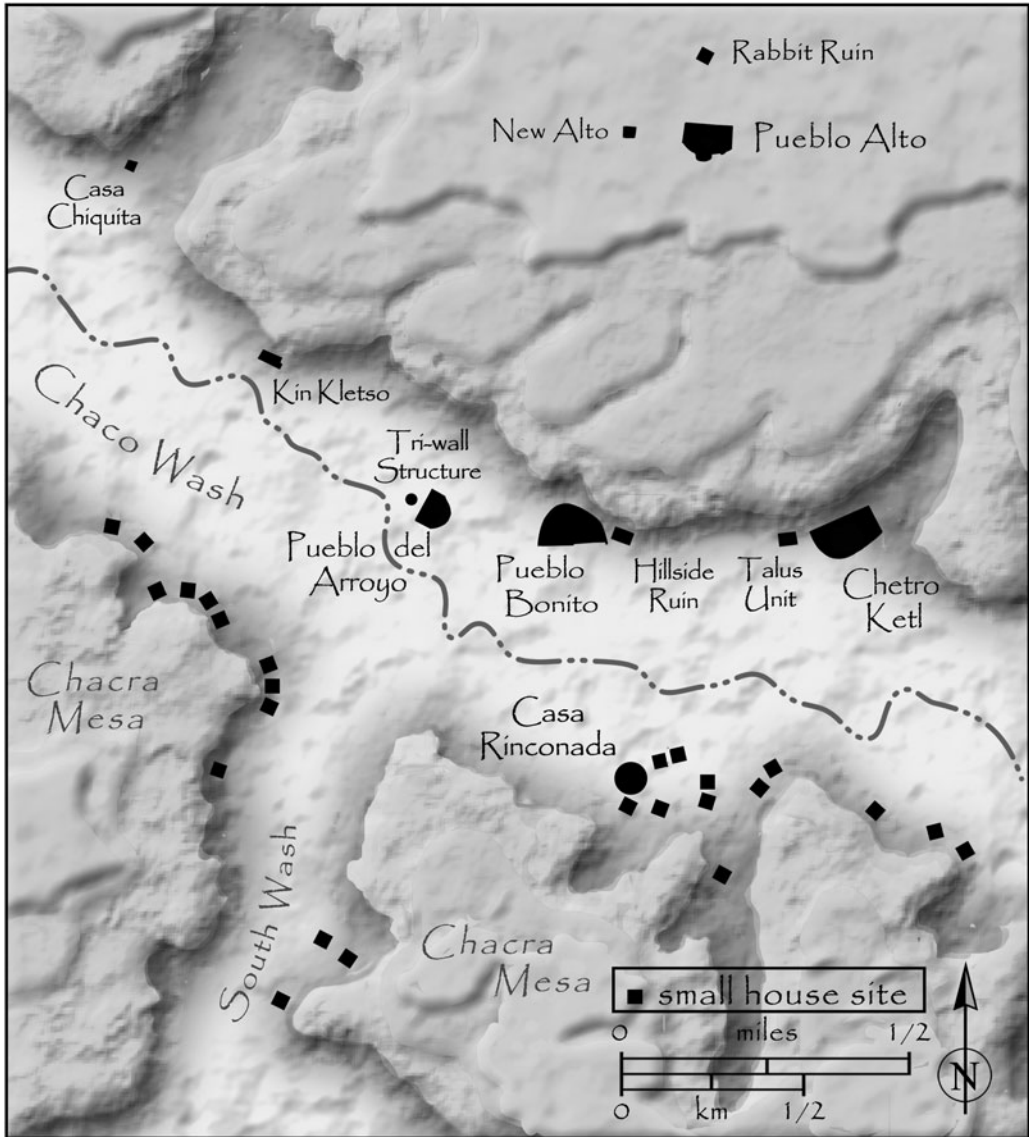 Rabbit Ruin
New Alto
Pueblo Alto
Casa
Chiquita
Kin Kletso
Chaco Wash
Tri-wall
Structure
Pueblo del
Arroyo
Pueblo
Bonito
Hillside
Ruin
Talus
Unit
Chetro
Ketl
Chacra
Mesa
Casa
Rinconada
South Wash
Chacra
Mesa
small house site
0 miles 1/2
0 km 1/2
N